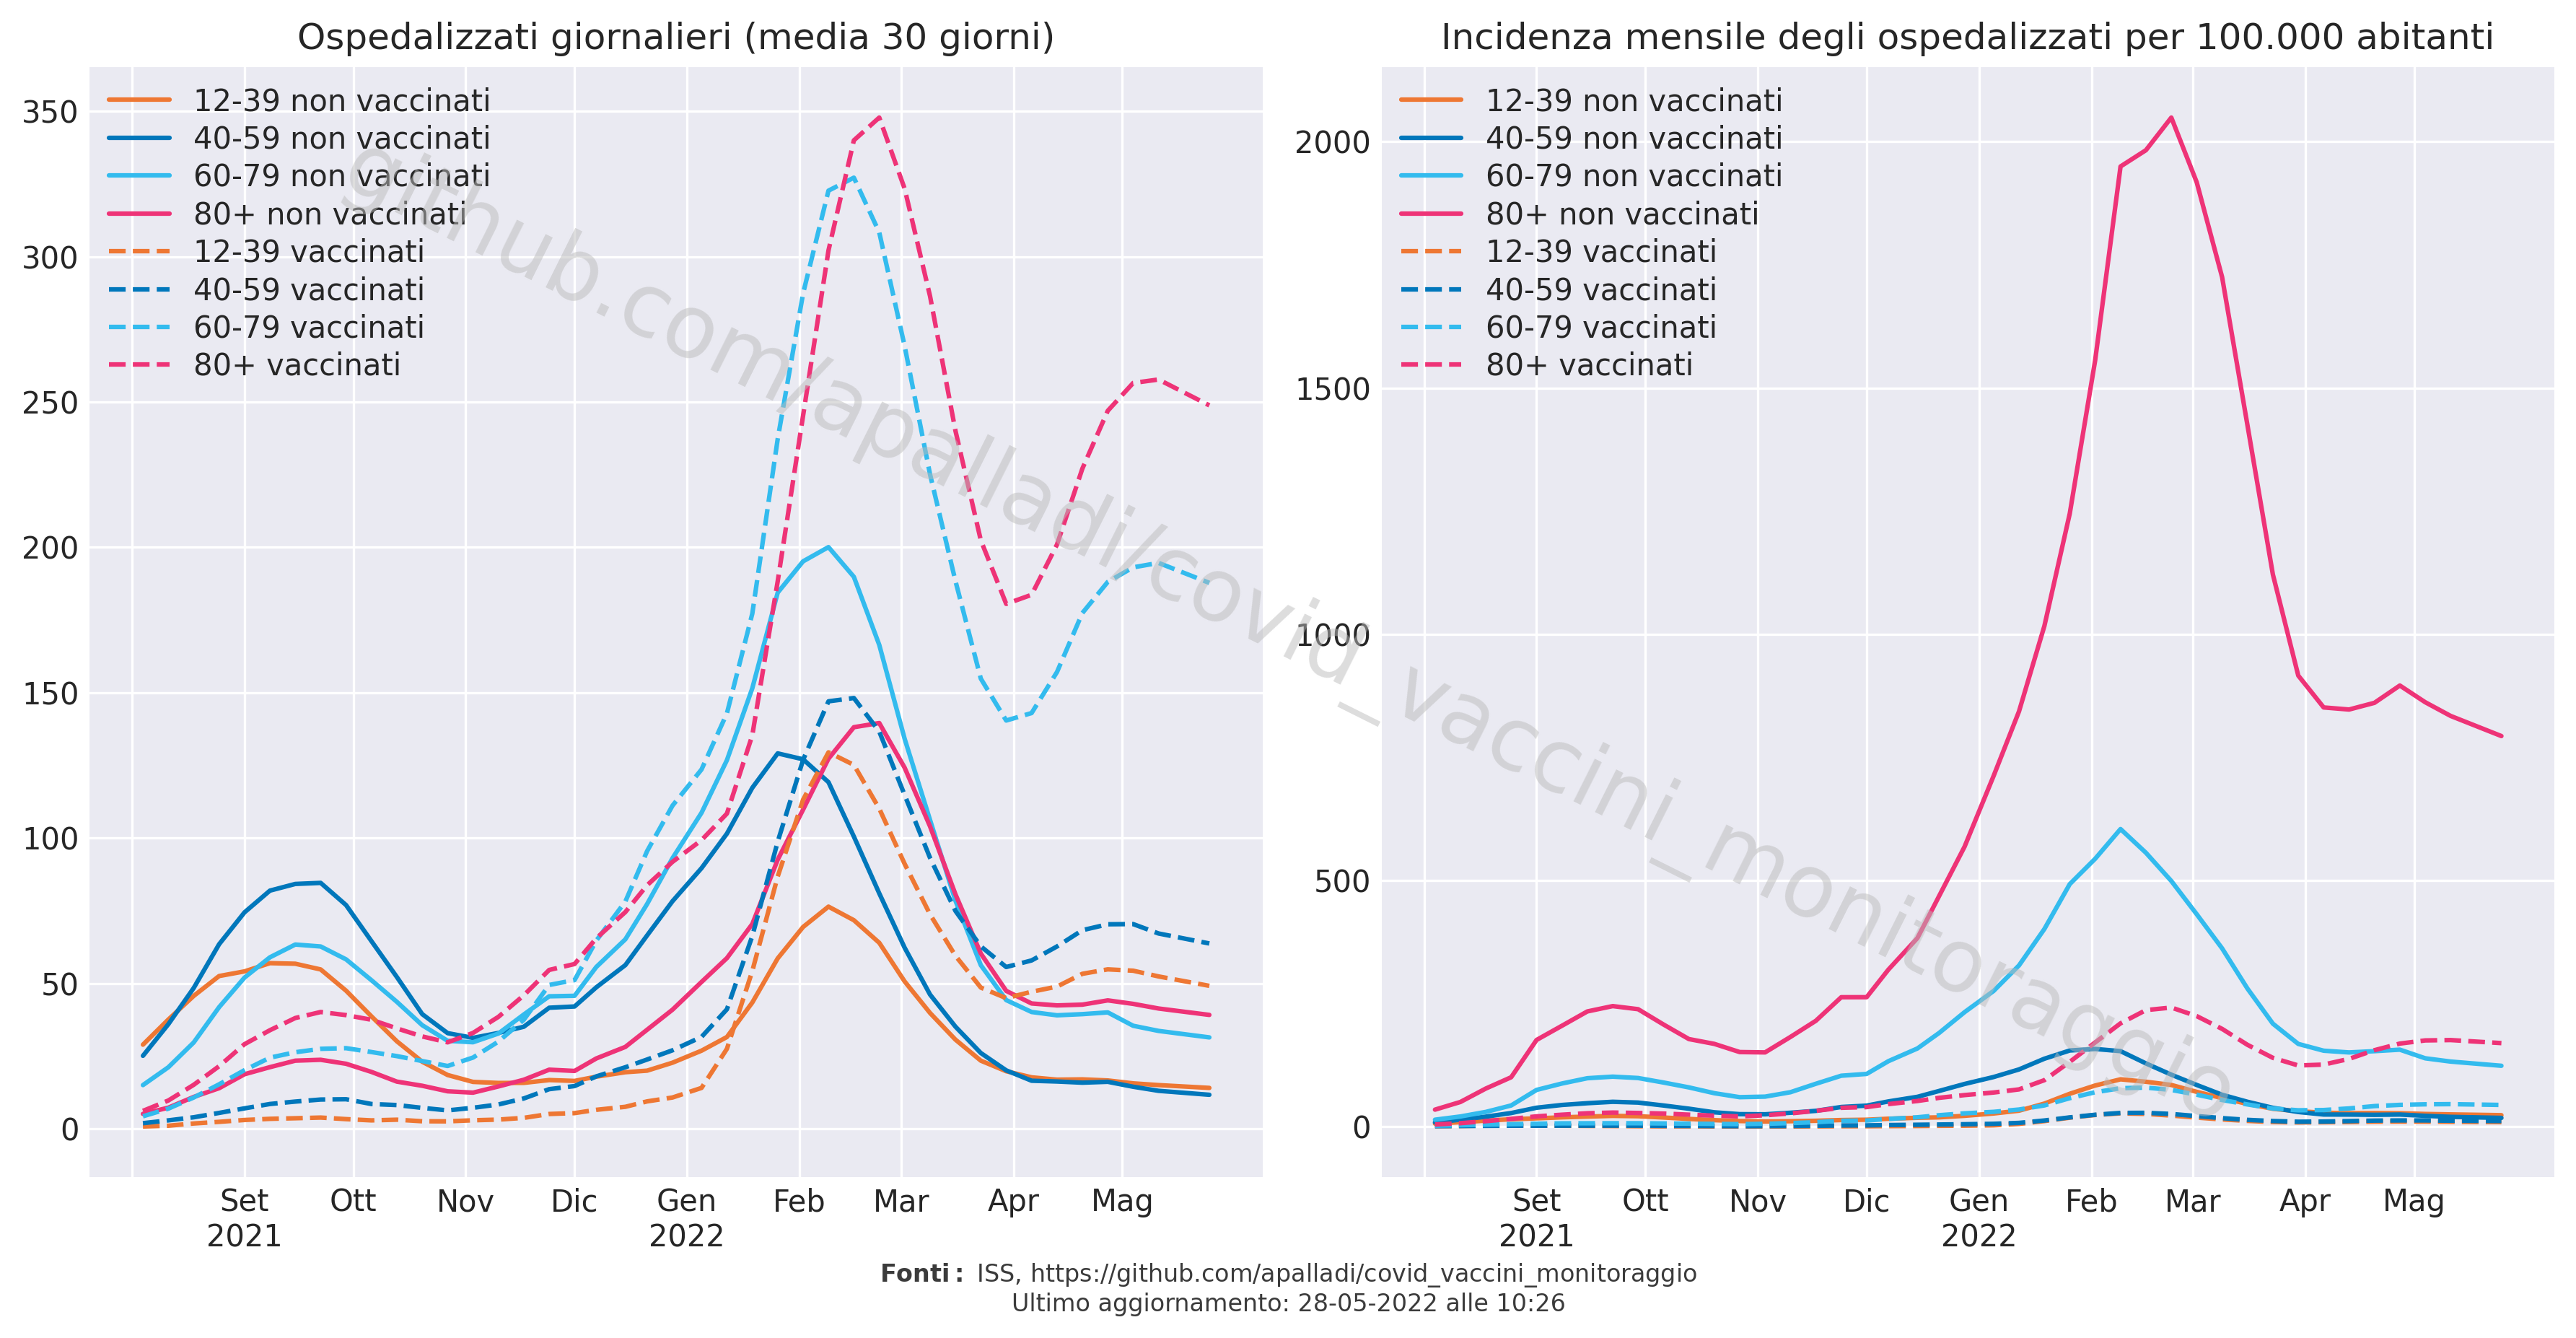 Ospedalizzati giornalieri (media 30 giorni)
350
300
250
200
150
100
50
0
12-39 non vaccinati
40-59 non vaccinati
60-79 non vaccinati
80+ non vaccinati
12-39 vaccinati
40-59 vaccinati
60-79 vaccinati
80+ vaccinati
Set Ott Nov Dic Gen Feb Mar Apr Mag
2021 2022
Incidenza mensile degli ospedalizzati per 100.000 abitanti
2000
1500
1000
500
0
12-39 non vaccinati
40-59 non vaccinati
60-79 non vaccinati
80+ non vaccinati
12-39 vaccinati
40-59 vaccinati
60-79 vaccinati
80+ vaccinati
Set Ott Nov Dic Gen Feb Mar Apr Mag
2021 2022
github.com/apalladi/covid_vaccini_monitoraggio
Fonti: ISS, https://github.com/apalladi/covid_vaccini_monitoraggio
Ultimo aggiornamento: 28-05-2022 alle 10:26